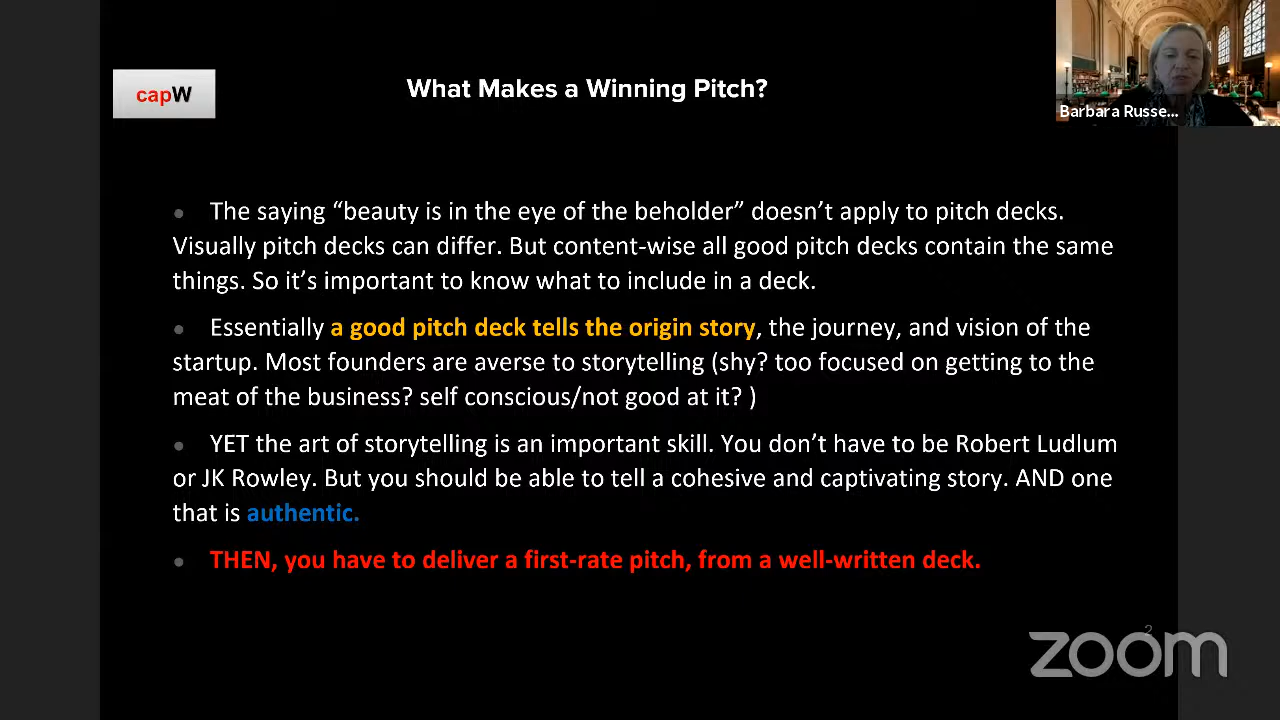 capW
What Makes a Winning Pitch?
Barbara Russe...
● The saying “beauty is in the eye of the beholder” doesn’t apply to pitch decks.
Visually pitch decks can differ. But content-wise all good pitch decks contain the same
things. So it’s important to know what to include in a deck.
● Essentially a good pitch deck tells the origin story, the journey, and vision of the
startup. Most founders are averse to storytelling (shy? too focused on getting to the
meat of the business? self conscious/not good at it? )
● YET the art of storytelling is an important skill. You don’t have to be Robert Ludlum
or JK Rowley. But you should be able to tell a cohesive and captivating story. AND one
that is authentic.
● THEN, you have to deliver a first-rate pitch, from a well-written deck.
2
zoom